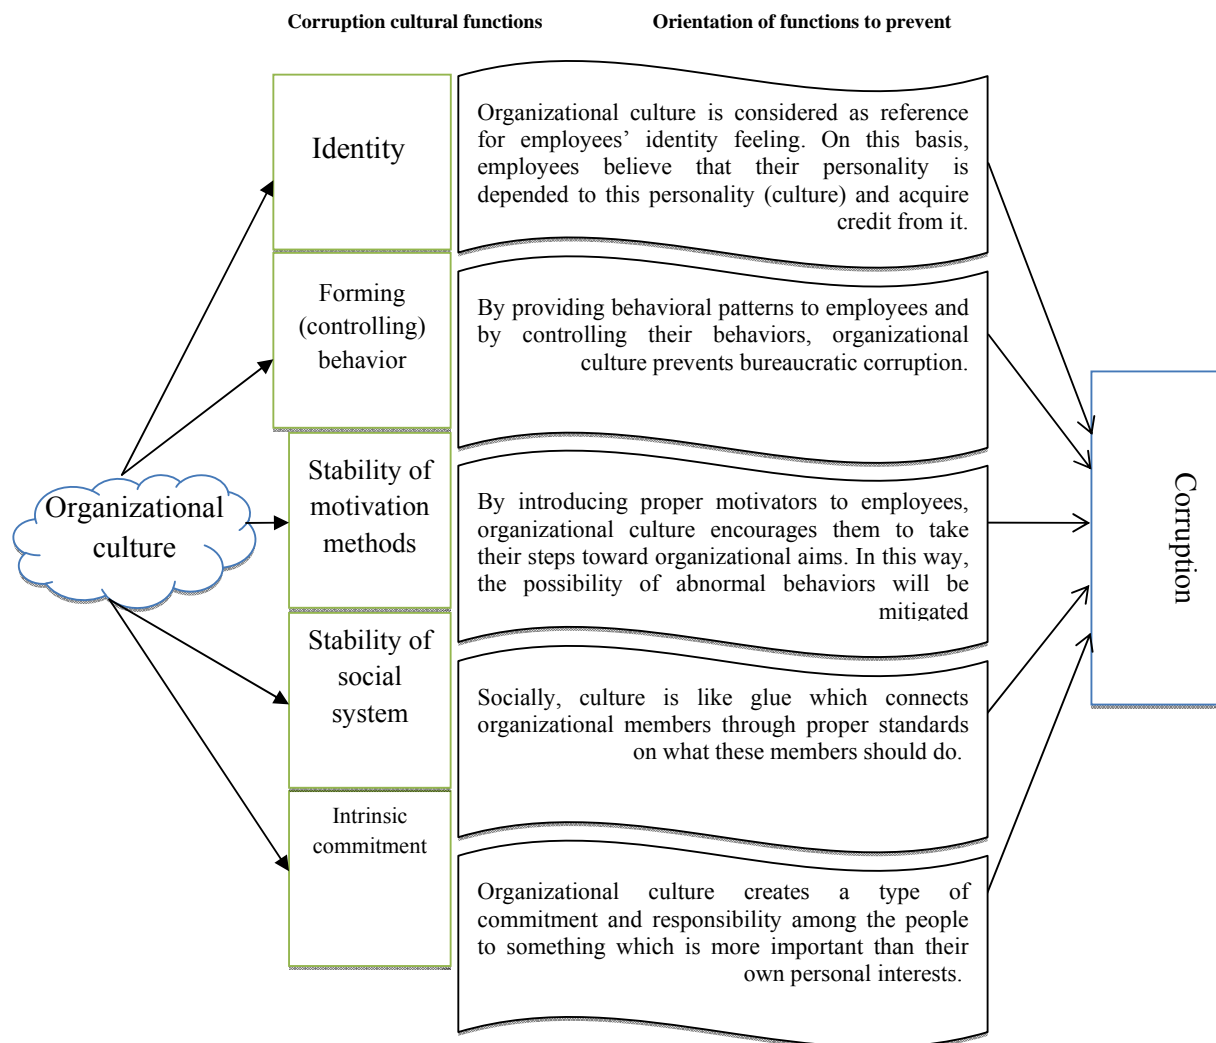 Corruption cultural functions
Orientation of functions to prevent
Identity
Organizational culture is considered as reference
for employees' identity feeling. On this basis,
employees believe that their personality is
depended to this personality (culture) and acquire
credit from it.
Forming
(controlling)
behavior
By providing behavioral patterns to employees and
by controlling their behaviors, organizational
culture prevents bureaucratic corruption.
Organizational
culture
Stability of
motivation
methods
By introducing proper motivators to employees,
organizational culture encourages them to take
their steps toward organizational aims. In this way,
the possibility of abnormal behaviors will be
mitigated
Stability of
social
system
Socially, culture is like glue which connects
organizational members through proper standards
on what these members should do.
Intrinsic
commitment
Organizational culture creates a type of
commitment and responsibility among the people
to something which is more important than their
own personal interests.
Corruption